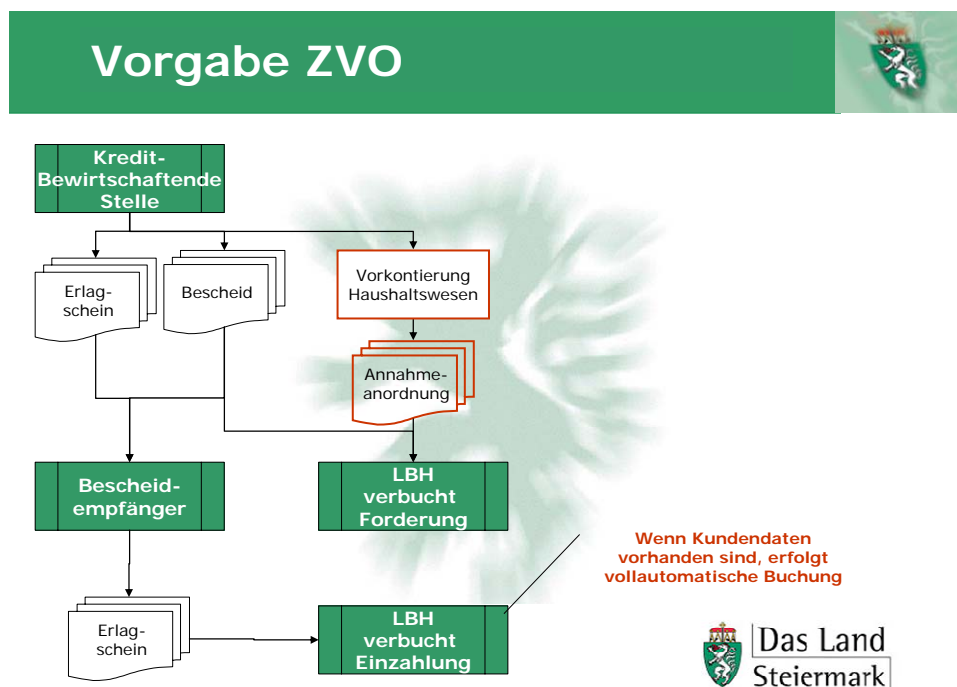 Vorgabe ZVO
Kredit-
Bewirtschaftende
Stelle
Erlag-
schein
Bescheid
Vorkontierung
Haushaltswesen
Annahme-
anordnung
Bescheid-
empfänger
LBH
verbucht
Forderung
Wenn Kundendaten
vorhanden sind, erfolgt
vollautomatische Buchung
Erlag-
schein
LBH
verbucht
Einzahlung
Das Land
Steiermark